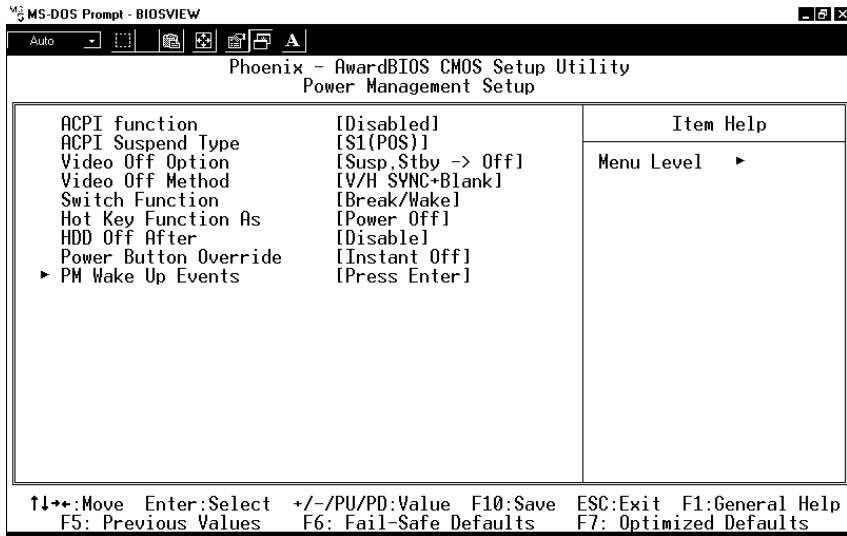 MS-DOS Prompt - BIOSVIEW
Auto
A
Phoenix - AwardBIOS CMOS Setup Utility
Power Management Setup
ACPI function [Disabled]
ACPI Suspend Type [S1(POS)]
Video Off Option [Susp,Stby -> Off]
Video Off Method [V/H SYNC+Blank]
Switch Function [Break/Wake]
Hot Key Function As [Power Off]
HDD Off After [Disable]
Power Button Override [Instant Off]
► PM Wake Up Events [Press Enter]
Item Help
Menu Level ►
↑↓→←:Move Enter:Select +/-/PU/PD:Value F10:Save ESC:Exit F1:General Help
F5: Previous Values F6: Fail-Safe Defaults F7: Optimized Defaults